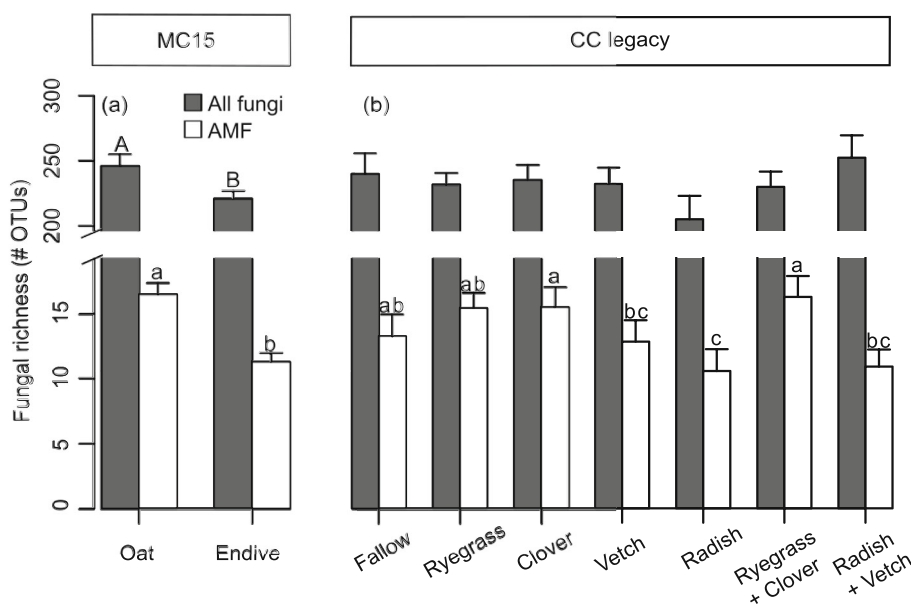 MC15
CC legacy
Fungal richness (# OTUs)
300
250
200
15
10
5
0
(a)
All fungi
AMF
A
B
a
b
Oat
Endive
(b)
ab
ab
a
bc
c
a
bc
Fallow
Ryegrass
Clover
Vetch
Radish
Ryegrass
+ Clover
Radish
+ Vetch